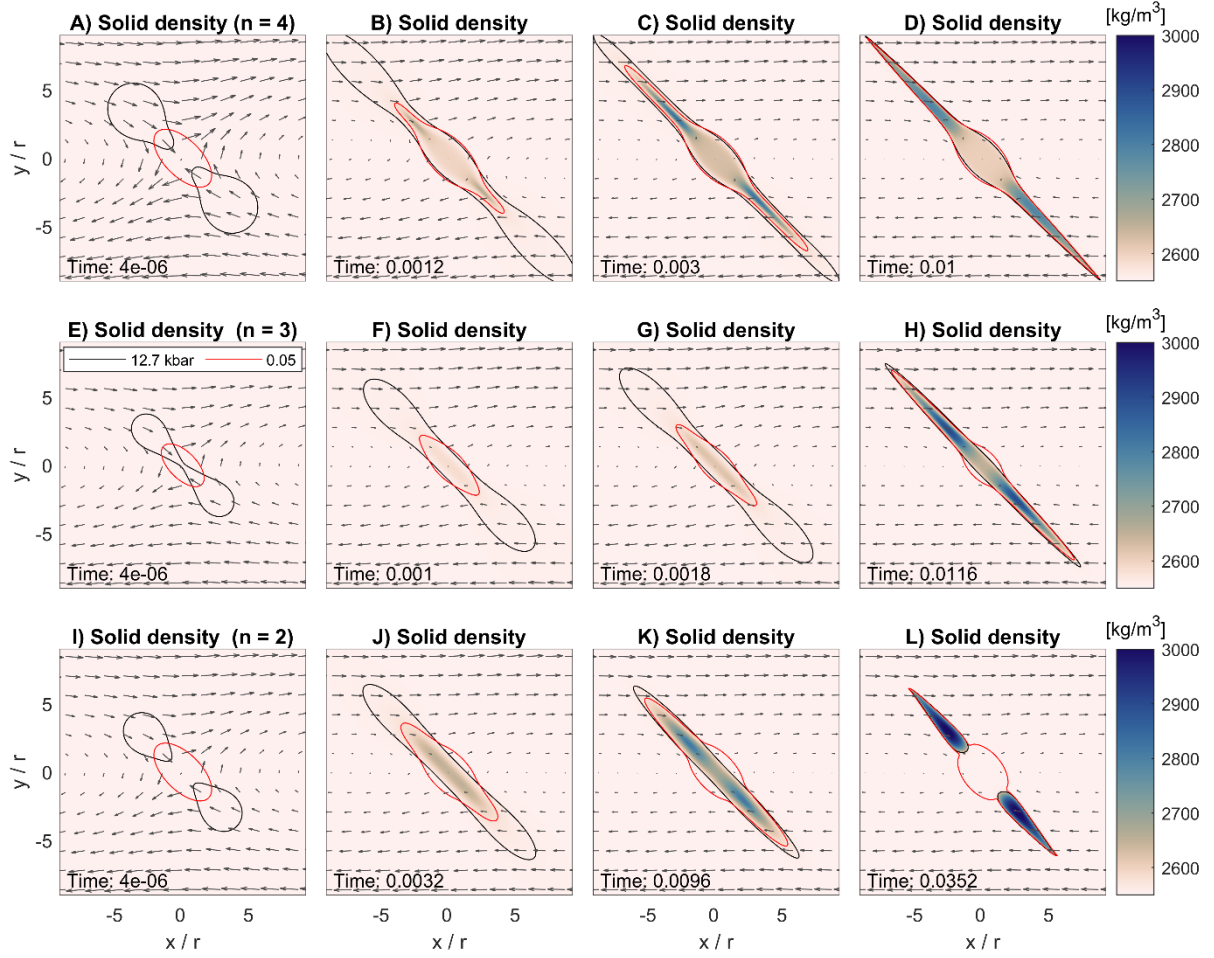 A) Solid density (n = 4)
B) Solid density
C) Solid density
D) Solid density
[kg/m3]
5
0
-5
y / r
Time: 4e-06
Time: 0.0012
Time: 0.003
Time: 0.01
3000
2900
2800
2700
2600
E) Solid density (n = 3)
F) Solid density
G) Solid density
H) Solid density
[kg/m3]
12.7 kbar
0.05
5
0
-5
y / r
Time: 4e-06
Time: 0.001
Time: 0.0018
Time: 0.0116
3000
2900
2800
2700
2600
I) Solid density (n = 2)
J) Solid density
K) Solid density
L) Solid density
[kg/m3]
5
0
-5
y / r
Time: 4e-06
Time: 0.0032
Time: 0.0096
Time: 0.0352
3000
2900
2800
2700
2600
-5 0 5
-5 0 5
-5 0 5
-5 0 5
x / r
x / r
x / r
x / r